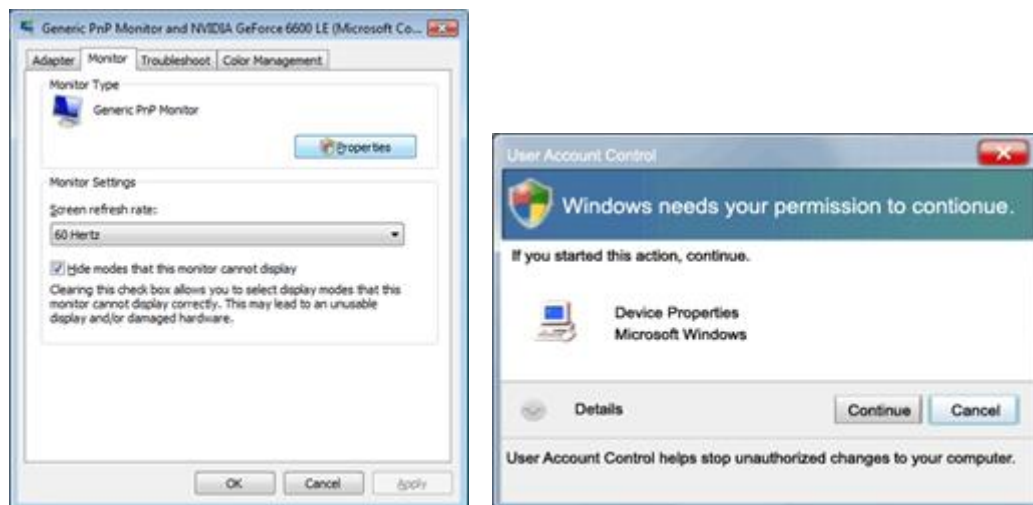 Generic PnP Monitor and NVIDIA GeForce 6600 LE (Microsoft Co...
Adapter Monitor Troubleshoot Color Management
Monitor Type
Generic PnP Monitor
Properties
Monitor Settings
Screen refresh rate:
60 Hertz
Hide modes that this monitor cannot display
Clearing this check box allows you to select display modes that this
monitor cannot display correctly. This may lead to an unusable
display and/or damaged hardware.
OK Cancel Apply
User Account Control
Windows needs your permission to contionue.
If you started this action, continue.
Device Properties
Microsoft Windows
Details Continue Cancel
User Account Control helps stop unauthorized changes to your computer.